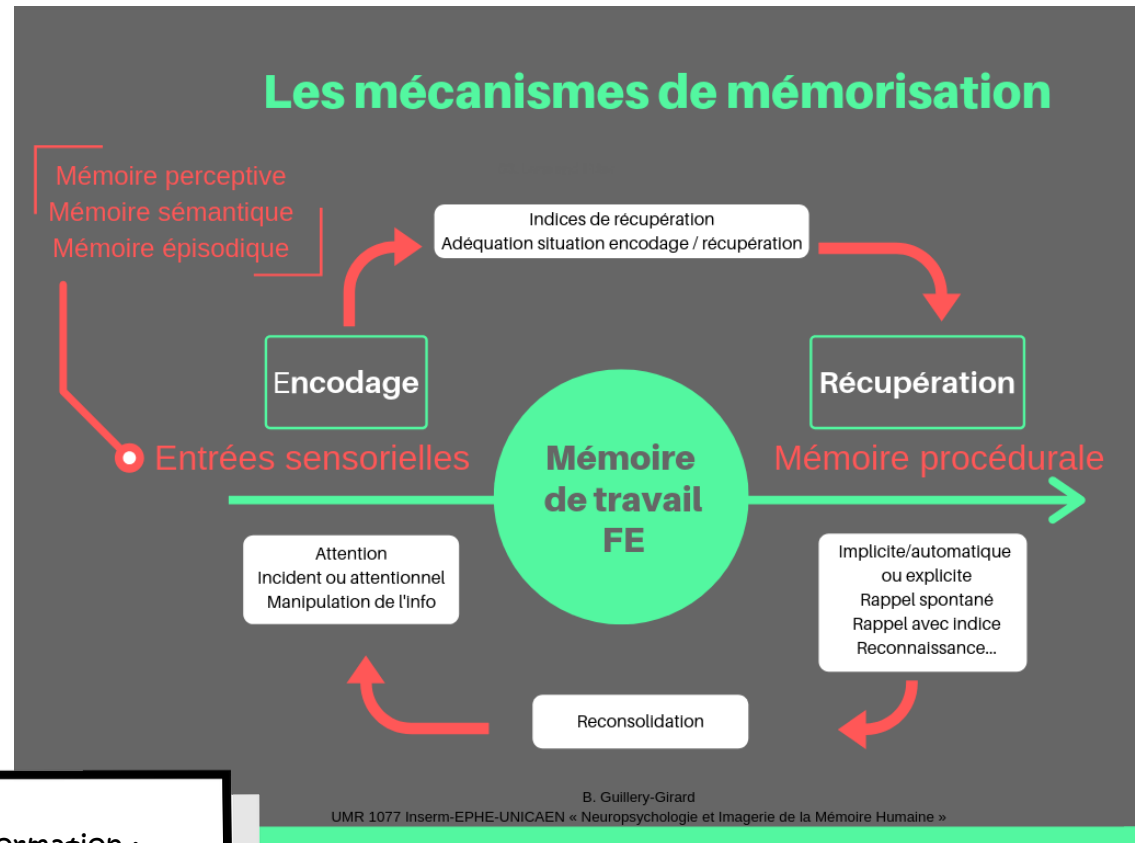 Les mécanismes de mémorisation
Mémoire perceptive
Mémoire sémantique
Mémoire épisodique
Indices de récupération
Adéquation situation encodage / récupération
Encodage
Récupération
Entrées sensorielles
Mémoire
de travail
FE
Mémoire procédurale
Attention
Incident ou attentionnel
Manipulation de l'info
Implicite/automatique
ou explicite
Rappel spontané
Rappel avec indice
Reconnaissance...
Reconsolidation
B. Guillery-Girard
UMR 1077 Inserm-EPHE-UNICAEN « Neuropsychologie et Imagerie de la Mémoire Humaine »